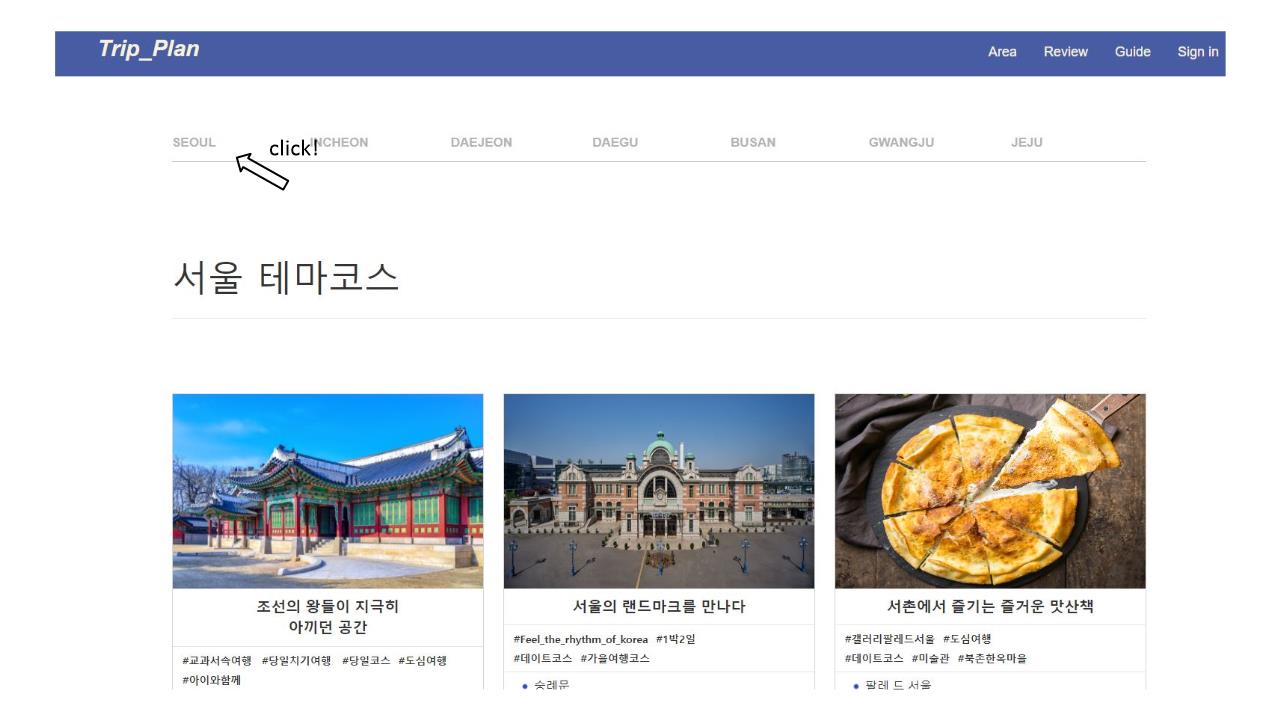 Trip_Plan
Area Review Guide Sign in
SEOUL INCHEON DAEJEON DAEGU BUSAN GWANGJU JEJU
click!
서울 테마코스
조선의 왕들이 지극히
아끼던 공간
#교과서속여행 #당일치기여행 #당일코스 #도심여행
#아이와함께
서울의 랜드마크를 만나다
#Feel_the_rhythm_of_korea #1박2일
#데이트코스 #가을여행코스
숭례문
서촌에서 즐기는 즐거운 맛산책
#갤러리팔레드서울 #도심여행
#데이트코스 #미술관 #북촌한옥마을
팔레 드 서울